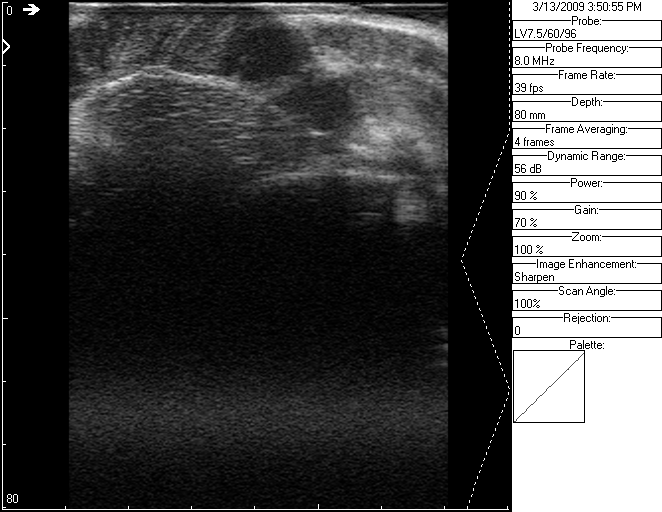 0
80
3/13/2009 3:50:55 PM
Probe:
LV7.5/60/96
Probe Frequency:
8.0 MHz
Frame Rate:
39 fps
Depth:
80 mm
Frame Averaging:
4 frames
Dynamic Range:
56 dB
Power:
90 %
Gain:
70 %
Zoom:
100 %
Image Enhancement:
Sharpen
Scan Angle:
100%
Rejection:
0
Palette: